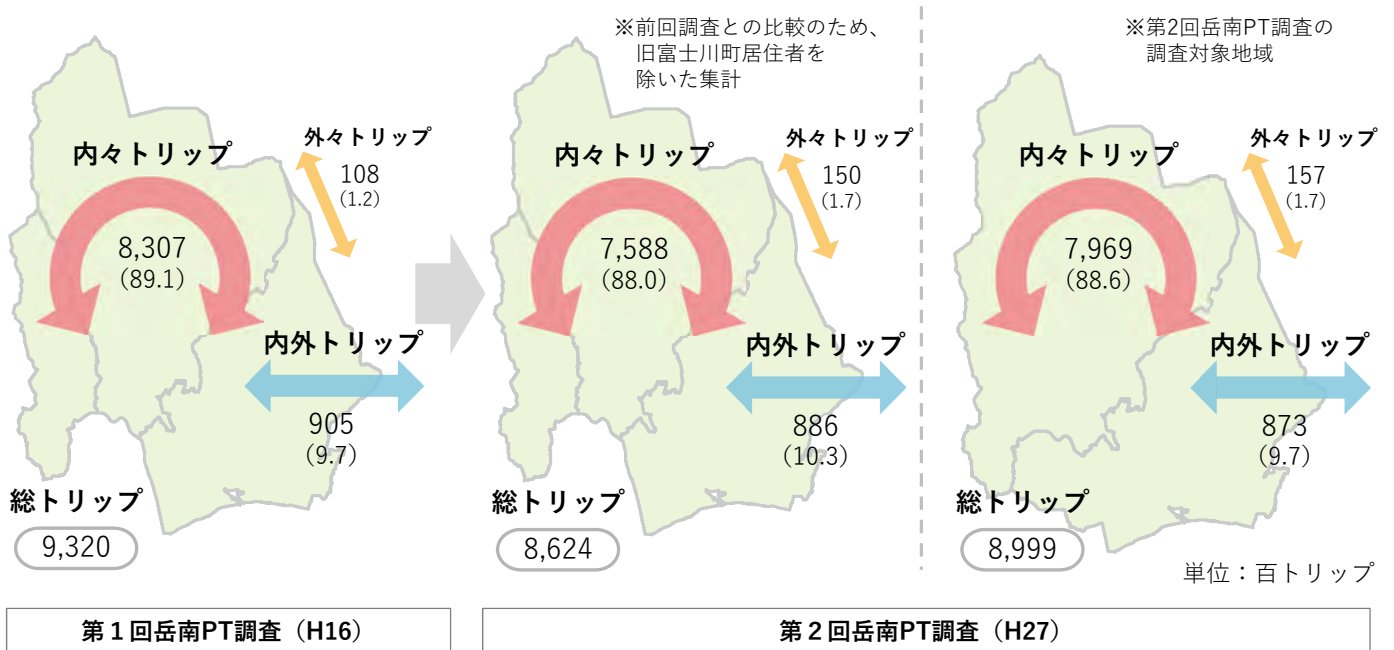 ※前回調査との比較のため、
旧富士川町居住者を
除いた集計
※第2回岳南PT調査の
調査対象地域
内々トリップ
8,307
(89.1)
外々トリップ
108
(1.2)
内外トリップ
905
(9.7)
総トリップ
9,320
内々トリップ
7,588
(88.0)
外々トリップ
150
(1.7)
内外トリップ
886
(10.3)
総トリップ
8,624
内々トリップ
7,969
(88.6)
外々トリップ
157
(1.7)
内外トリップ
873
(9.7)
総トリップ
8,999
単位：百トリップ
第１回岳南PT調査（H16）
第２回岳南PT調査（H27）